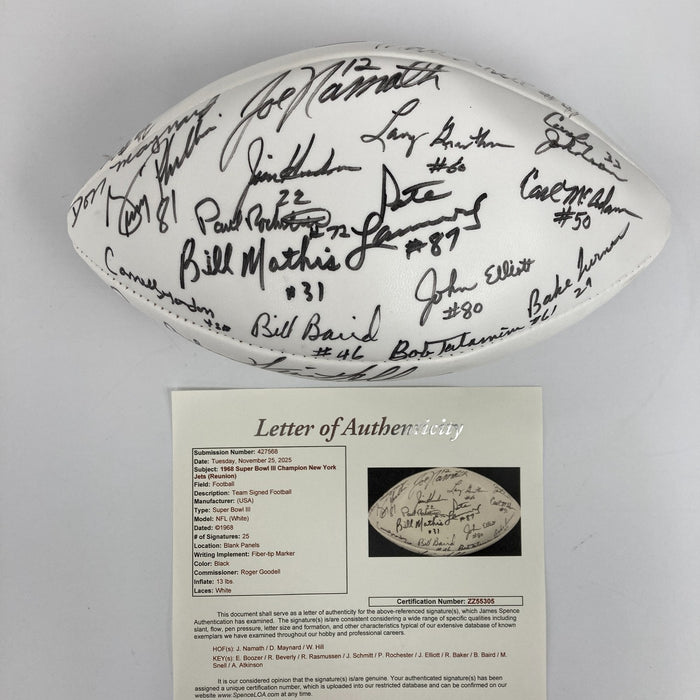 Joe Namath 12
Don Maynard
Larry Grantham
#60
Jim Hudson
22
81
Pete
Lammons
#87
Carl McAdams
#50
Paul Rochester
#72
Bill Mathis
#31
John Elliott
#80
Bake Turner
29
Bill Baird
#46
Bob Talamini #61
Winston Hill
Letter of Authenticity
Submission Number: 427568
Date: Tuesday, November 25, 2025
Subject: 1968 Super Bowl III Champion New York
Jets (Reunion)
Field: Football
Description: Team Signed Football
Manufacturer: (USA)
Type: Super Bowl III
Model: NFL (White)
Dated: ©1968
# of Signatures: 25
Location: Blank Panels
Writing Implement: Fiber-tip Marker
Color: Black
Commissioner: Roger Goodell
Inflate: 13 lbs.
Laces: White
Certification Number: ZZ55305
This document shall serve as a letter of authenticity for the above-referenced signature(s), which James Spence
Authentication has examined. The signature(s) is/are consistent considering a wide range of specific qualities including
slant, flow, pen pressure, letter size and formation, and other characteristics typical of our extensive database of known
exemplars we have examined throughout our hobby and professional careers.
HOF(s): J. Namath / D. Maynard / W. Hill
KEY(s): E. Boozer / R. Beverly / R. Rasmussen / J. Schmitt / P. Rochester / J. Elliott / R. Baker / B. Baird / M.
Snell / A. Atkinson
It is our considered opinion that the signature(s) is/are genuine. Your authenticated signature(s) has been
assigned a unique certification number, which is uploaded into our restricted database and can be confirmed on our
website www.SpenceLOA.com at any time.